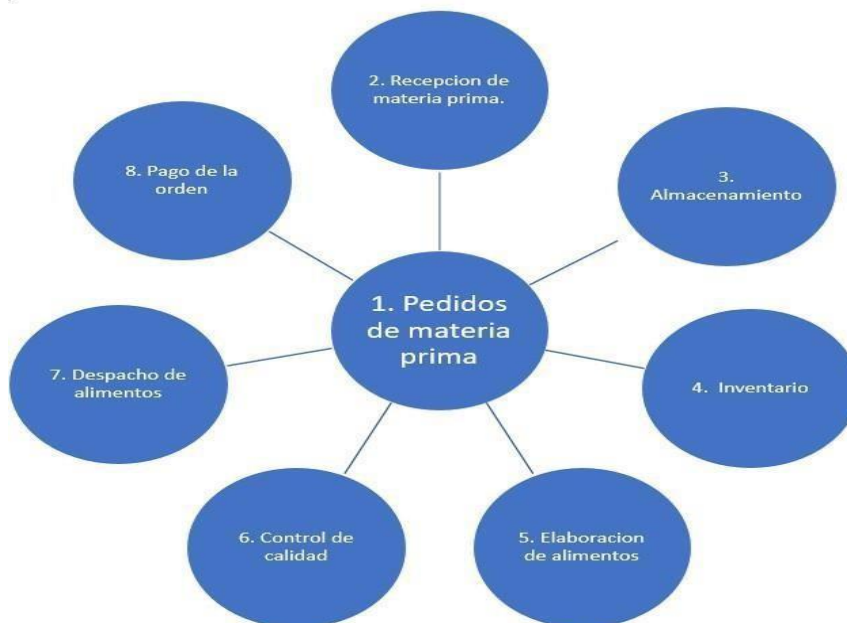 1. Pedidos
de materia
prima
2. Recepcion de
materia prima.
3.
Almacenamiento
4. Inventario
5. Elaboracion
de alimentos
6. Control de
calidad
7. Despacho de
alimentos
8. Pago de la
orden